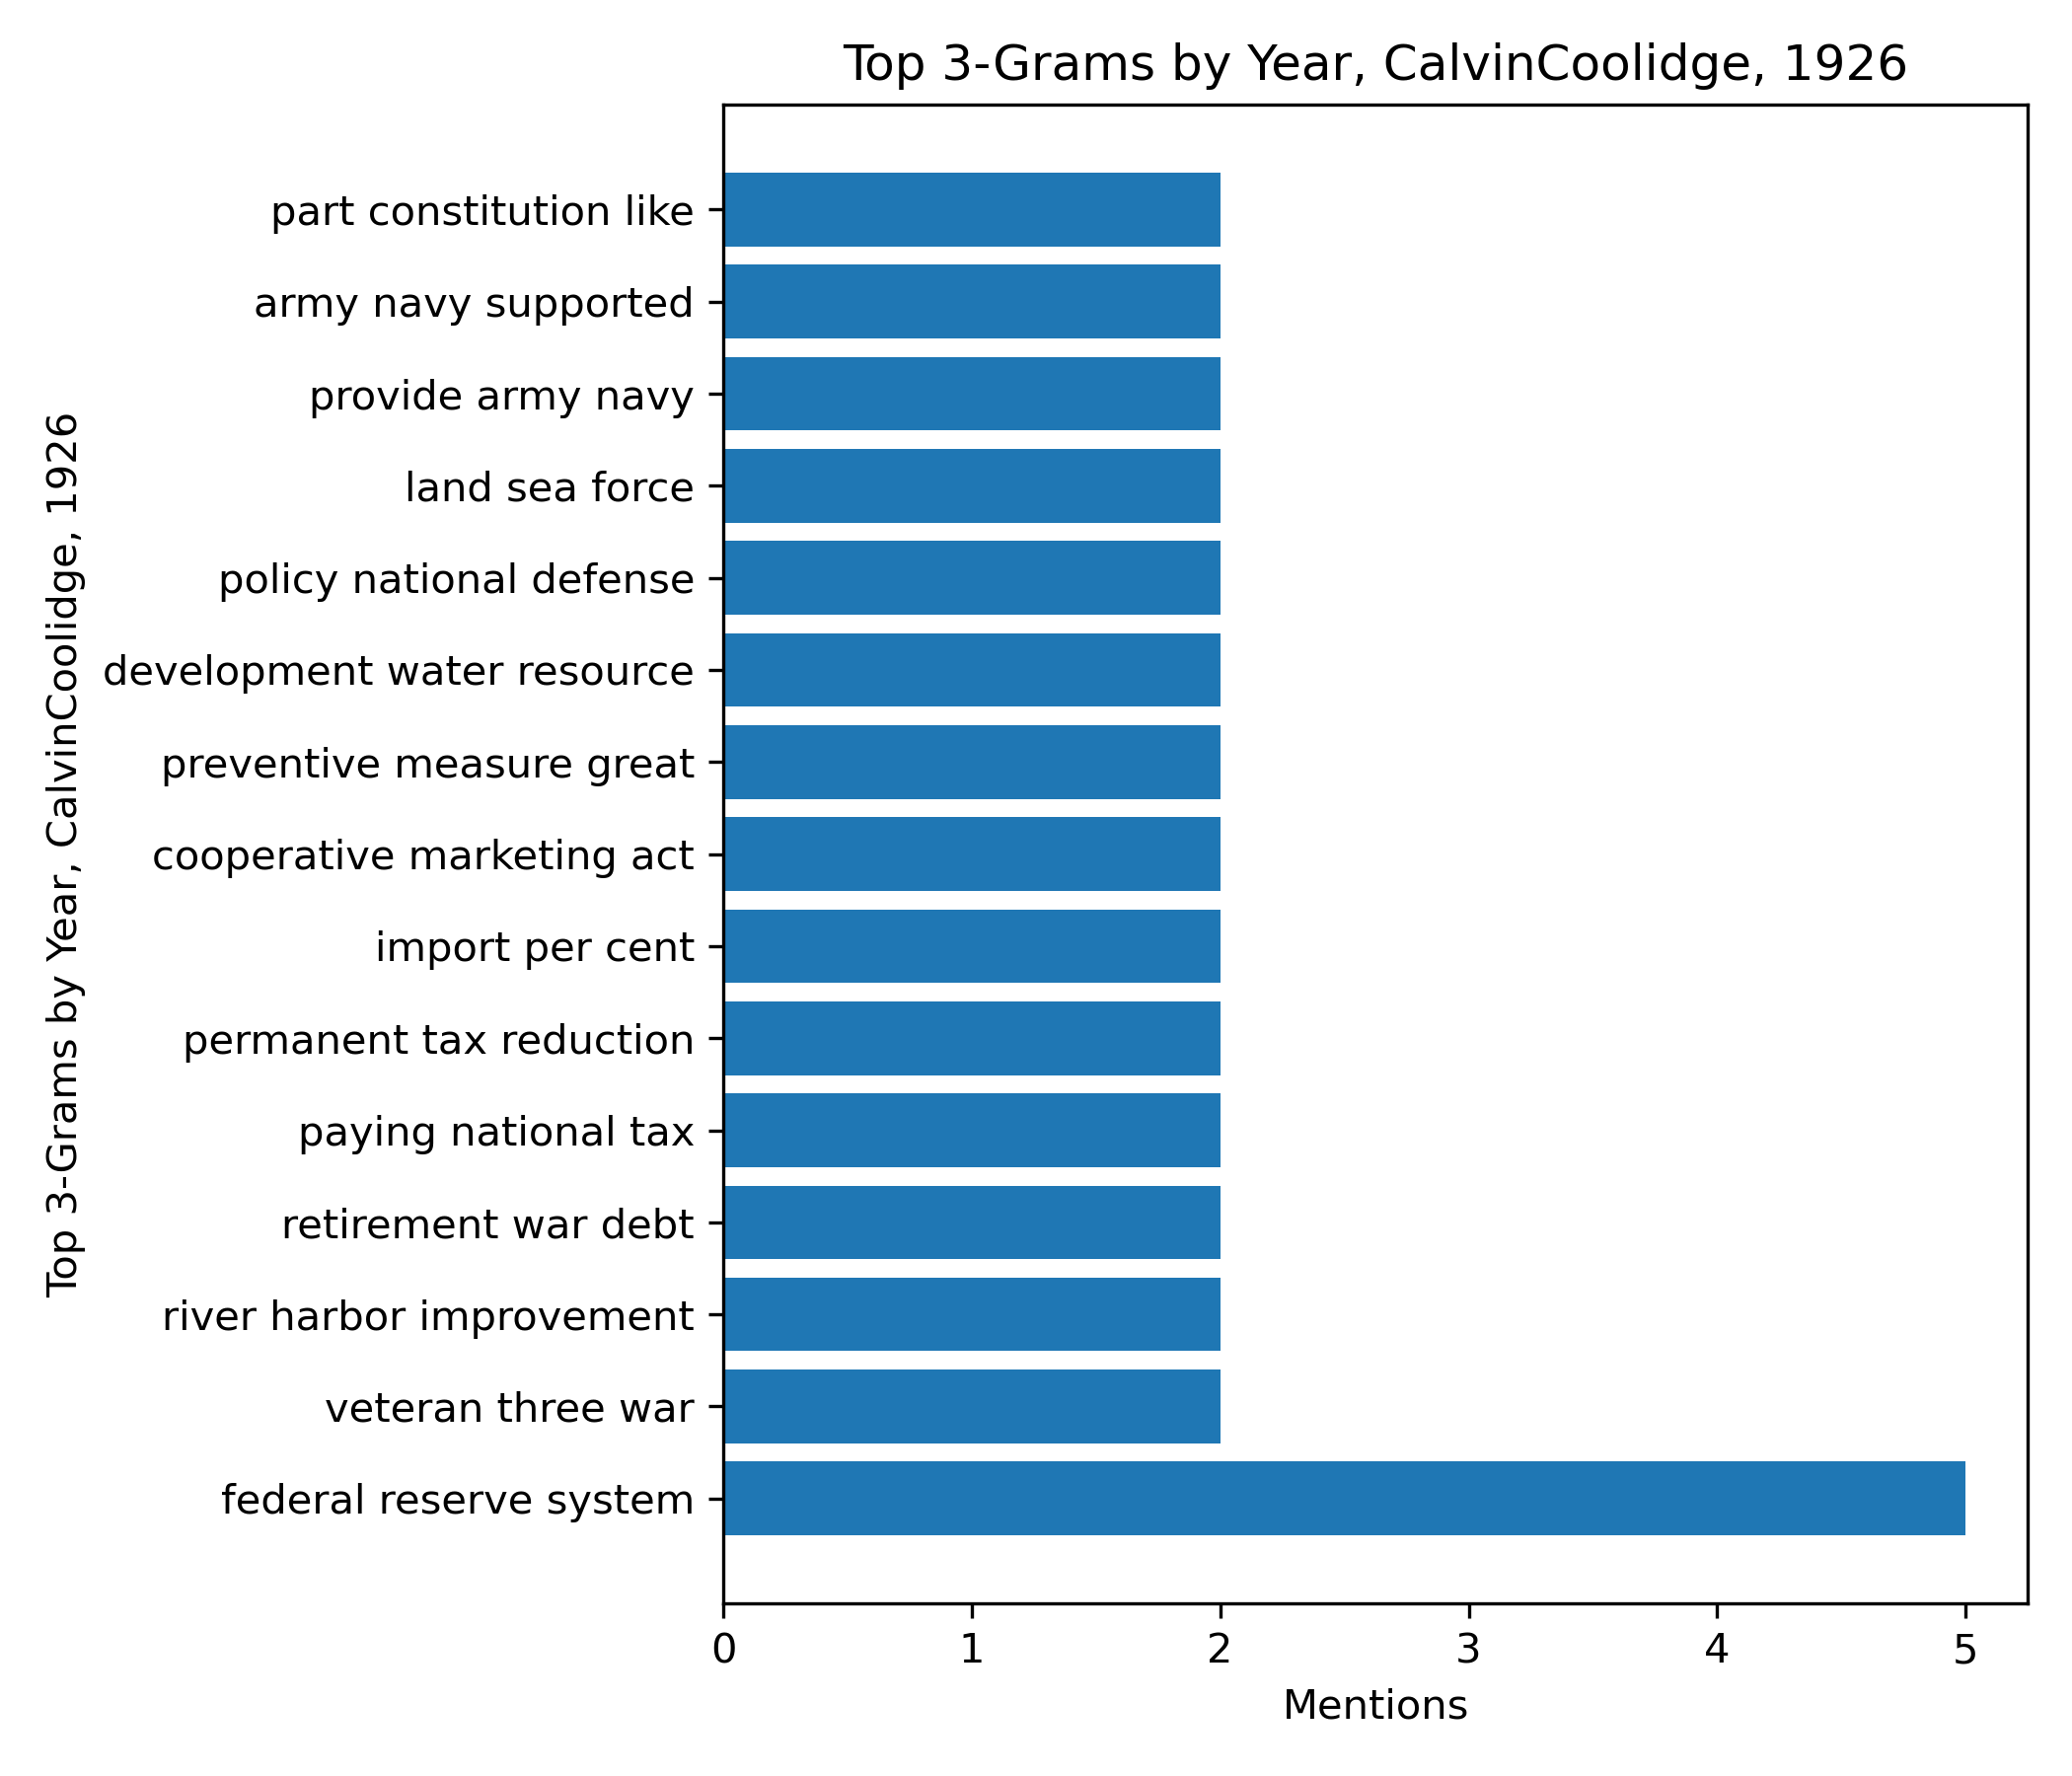 Top 3-Grams by Year, CalvinCoolidge, 1926
Top 3-Grams by Year, CalvinCoolidge, 1926
part constitution like
army navy supported
provide army navy
land sea force
policy national defense
development water resource
preventive measure great
cooperative marketing act
import per cent
permanent tax reduction
paying national tax
retirement war debt
river harbor improvement
veteran three war
federal reserve system
0 1 2 3 4 5
Mentions